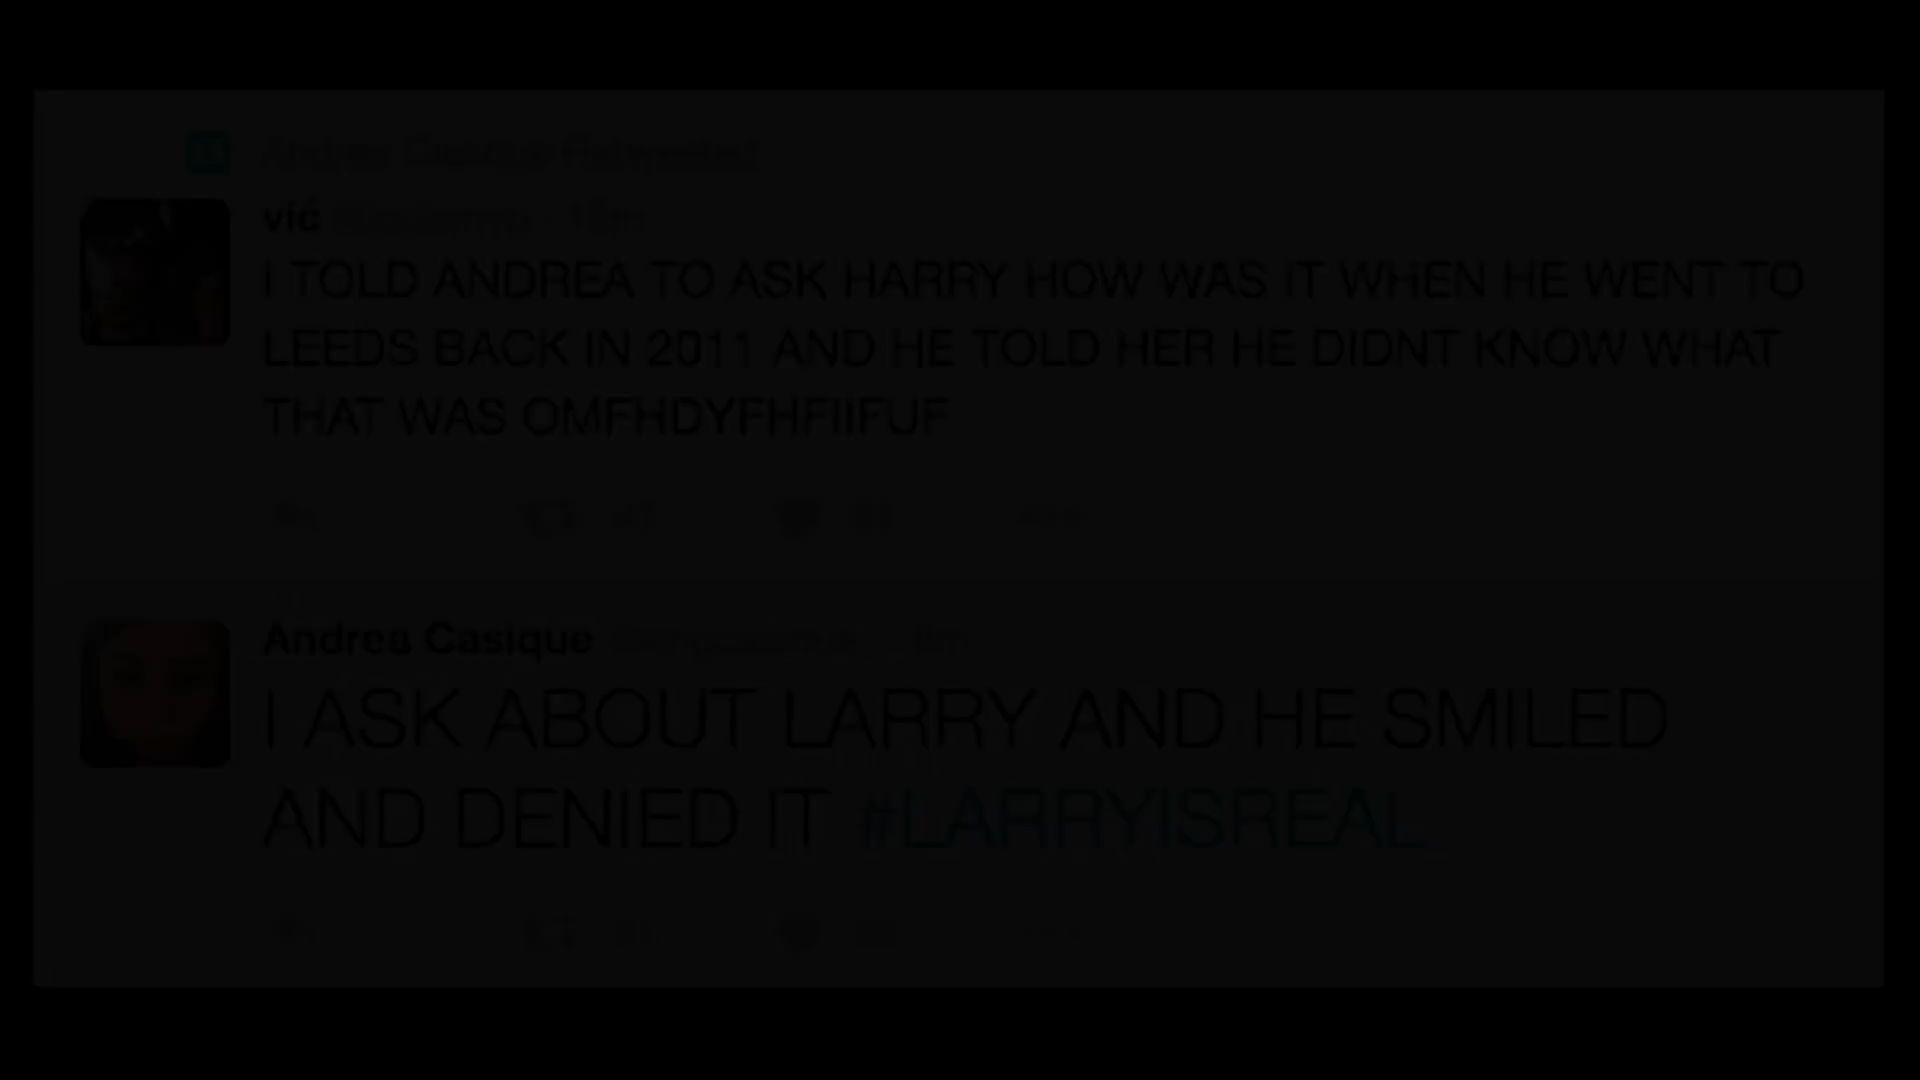 Andrea Casique Retweeted
vić
I TOLD ANDREA TO ASK HARRY HOW WAS IT WHEN HE WENT TO
LEEDS BACK IN 2011 AND HE TOLD HER HE DIDNT KNOW WHAT
THAT WAS OMFHDYFHFIIFUF
Andrea Casique
I ASK ABOUT LARRY AND HE SMILED
AND DENIED IT #LARRYISREAL